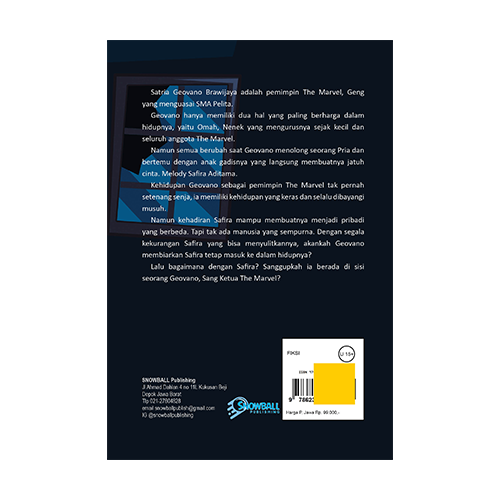 Satria Geovano Brawijaya adalah pemimpin The Marvel, Geng
yang menguasai SMA Pelita.
Geovano hanya memiliki dua hal yang paling berharga dalam
hidupnya, yaitu Omah, Nenek yang mengurusnya sejak kecil dan
seluruh anggota The Marvel.
Namun semua berubah saat Geovano menolong seorang Pria dan
bertemu dengan anak gadisnya yang langsung membuatnya jatuh
cinta. Melody Safira Aditama.
Kehidupan Geovano sebagai pemimpin The Marvel tak pernah
setenang senja, ia memiliki kehidupan yang keras dan selalu dibayangi
musuh.
Namun kehadiran Safira mampu membuatnya menjadi pribadi
yang berbeda. Tapi tak ada manusia yang sempurna. Dengan segala
kekurangan Safira yang bisa menyulitkannya, akankah Geovano
membiarkan Safira tetap masuk ke dalam hidupnya?
Lalu bagaimana dengan Safira? Sanggupkah ia berada di sisi
seorang Geovano, Sang Ketua The Marvel?
FIKSI
U 15+
ISBN
9 78623
Harga P. Jawa Rp. 99.000,-
SNOWBALL Publishing
Jl Ahmad Dahlan 4 no 11I, Kukusan Beji
Depok Jawa Barat
Tlp 021-27604828
email snowballpublish@gmail.com
IG @snowballpublishing
SNOWBALL
PUBLISHING